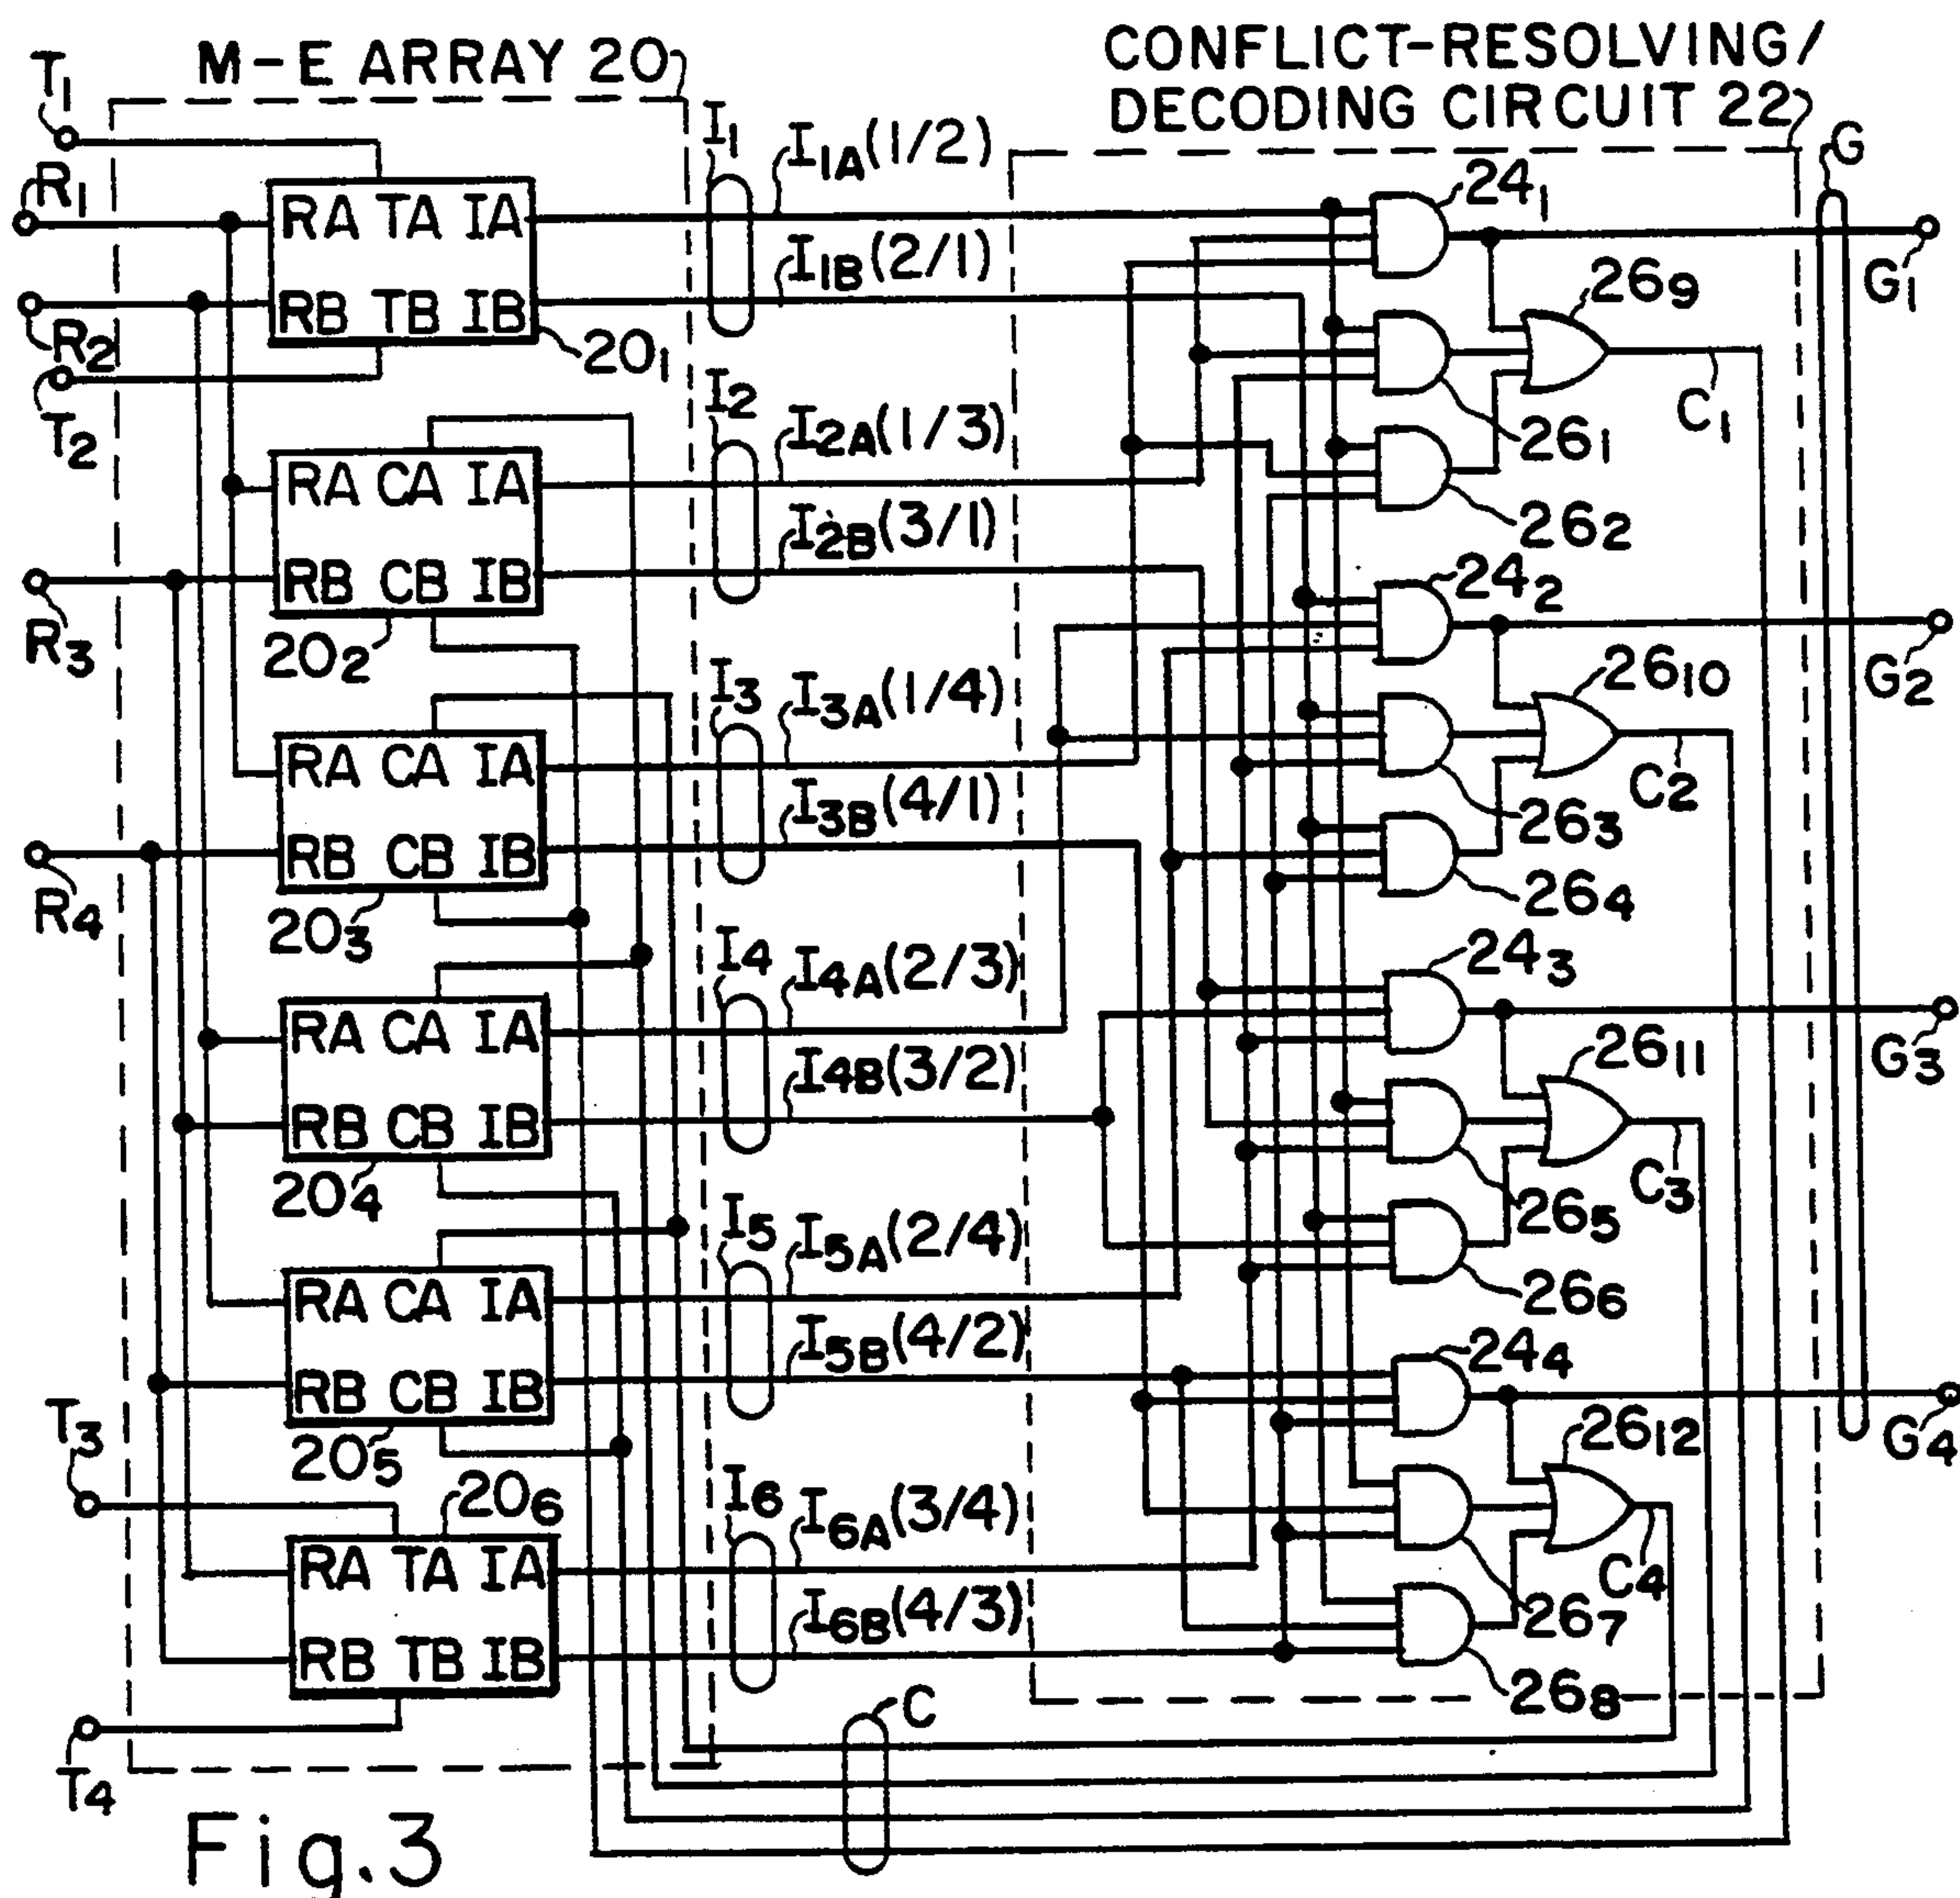 M-E ARRAY 20
CONFLICT-RESOLVING/
DECODING CIRCUIT 22
T1
R1
R2
T2
R3
R4
T3
T4
RA TA IA
RB TB IB
201
RA CA IA
RB CB IB
202
RA CA IA
RB CB IB
203
RA CA IA
RB CB IB
204
RA CA IA
RB CB IB
205
206
RA TA IA
RB TB IB
I1
I1A(1/2)
I1B(2/1)
I2
I2A(1/3)
I2B(3/1)
I3
I3A(1/4)
I3B(4/1)
I4
I4A(2/3)
I4B(3/2)
I5
I5A(2/4)
I5B(4/2)
I6
I6A(3/4)
I6B(4/3)
241
269
261
262
C1
242
2610
263
264
C2
243
2611
265
266
C3
244
2612
267
268
C4
G
G1
G2
G3
G4
C
Fig.3